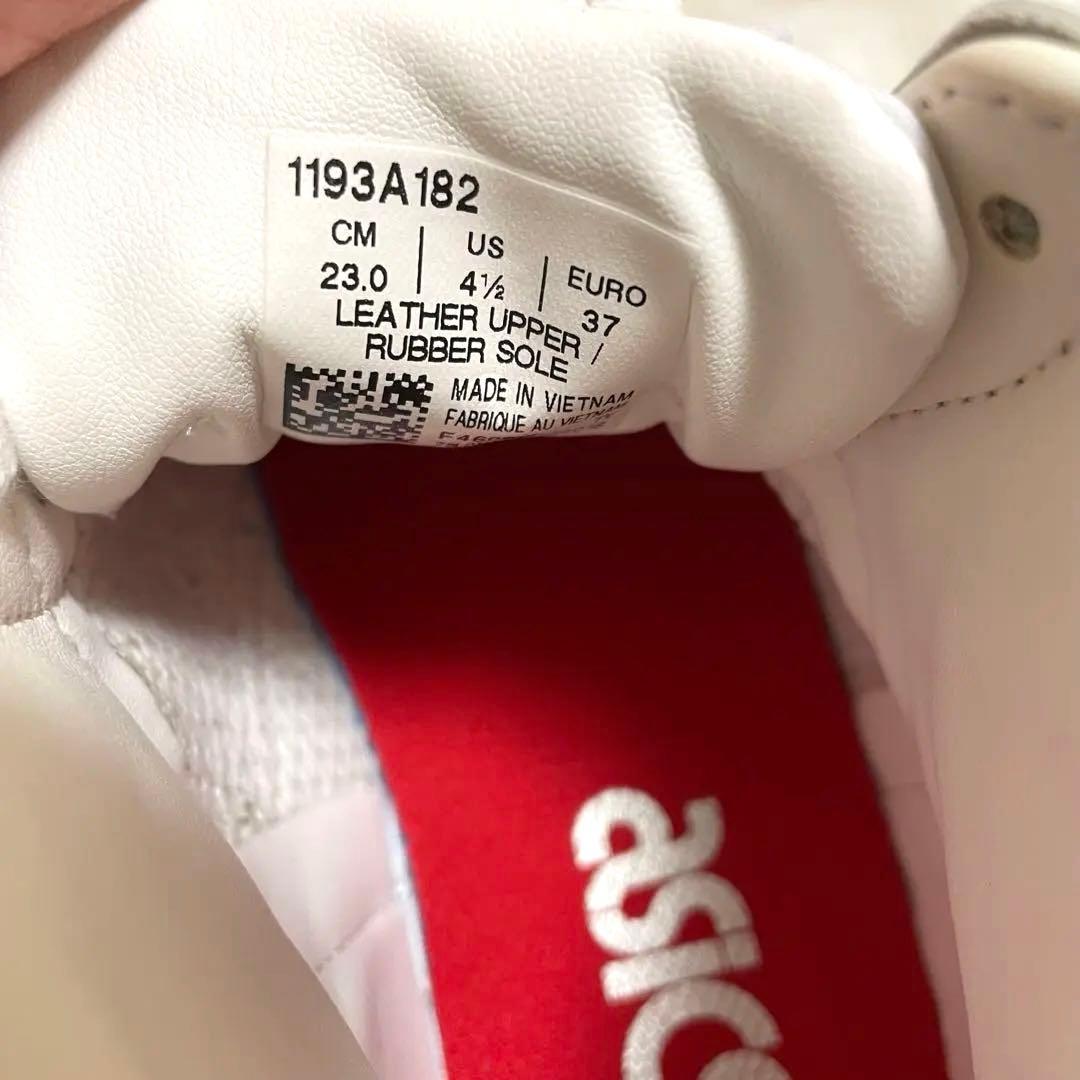 1193A182
CM | US | EURO
23.0 | 4½ | 37
LEATHER UPPER /
RUBBER SOLE
MADE IN VIETNAM
FABRIQUE AU VIETNAM
asics